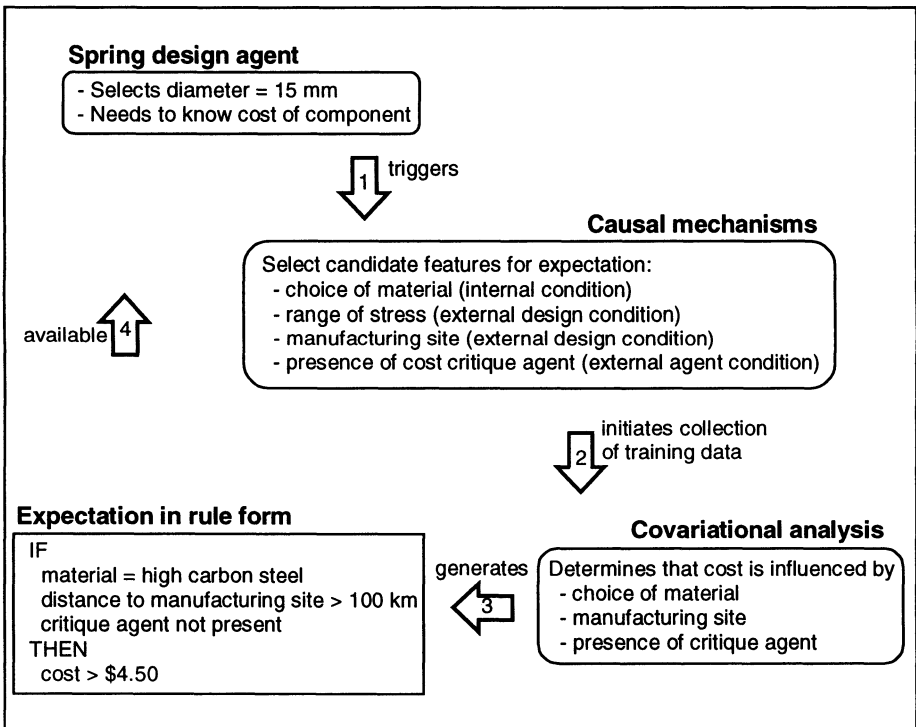 Spring design agent
- Selects diameter = 15 mm
- Needs to know cost of component
1
triggers
Causal mechanisms
Select candidate features for expectation:
- choice of material (internal condition)
- range of stress (external design condition)
- manufacturing site (external design condition)
- presence of cost critique agent (external agent condition)
available
4
2
initiates collection
of training data
Expectation in rule form
IF
material = high carbon steel
distance to manufacturing site > 100 km
critique agent not present
THEN
cost > $4.50
generates
3
Covariational analysis
Determines that cost is influenced by
- choice of material
- manufacturing site
- presence of critique agent